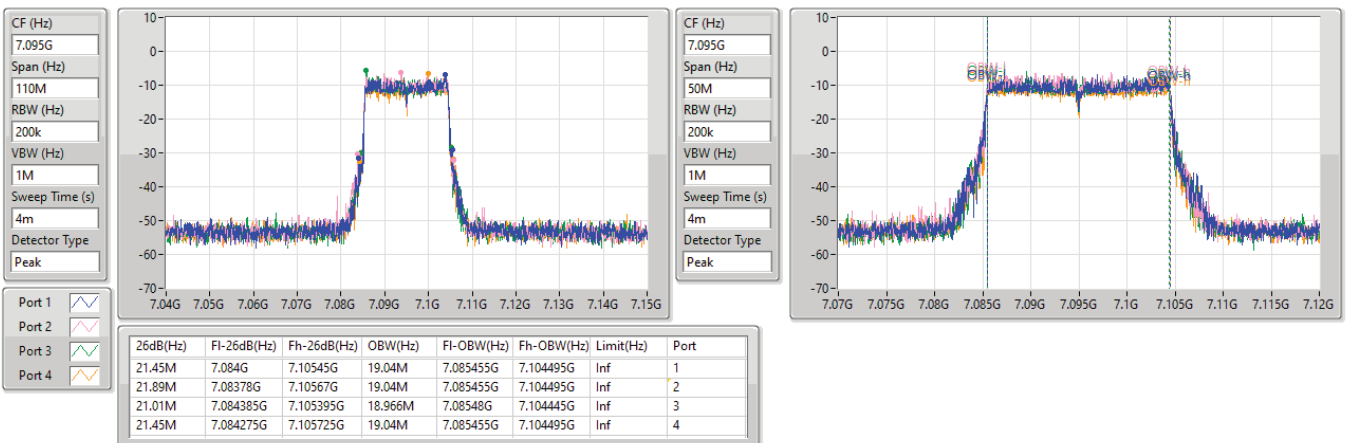 CF (Hz)
7.095G
Span (Hz)
110M
RBW (Hz)
200k
VBW (Hz)
1M
Sweep Time (s)
4m
Detector Type
Peak
10
0
-10
-20
-30
-40
-50
-60
-70
7.04G 7.05G 7.06G 7.07G 7.08G 7.09G 7.1G 7.11G 7.12G 7.13G 7.14G 7.15G
CF (Hz)
7.095G
Span (Hz)
50M
RBW (Hz)
200k
VBW (Hz)
1M
Sweep Time (s)
4m
Detector Type
Peak
10
0
-10
-20
-30
-40
-50
-60
-70
7.07G 7.075G 7.08G 7.085G 7.09G 7.095G 7.1G 7.105G 7.11G 7.115G 7.12G
Port 1
Port 2
Port 3
Port 4
26dB(Hz) Fl-26dB(Hz) Fh-26dB(Hz) OBW(Hz) Fl-OBW(Hz) Fh-OBW(Hz) Limit(Hz) Port
21.45M 7.084G 7.10545G 19.04M 7.085455G 7.104495G Inf 1
21.89M 7.08378G 7.10567G 19.04M 7.085455G 7.104495G Inf 2
21.01M 7.084385G 7.105395G 18.966M 7.08548G 7.104445G Inf 3
21.45M 7.084275G 7.105725G 19.04M 7.085455G 7.104495G Inf 4